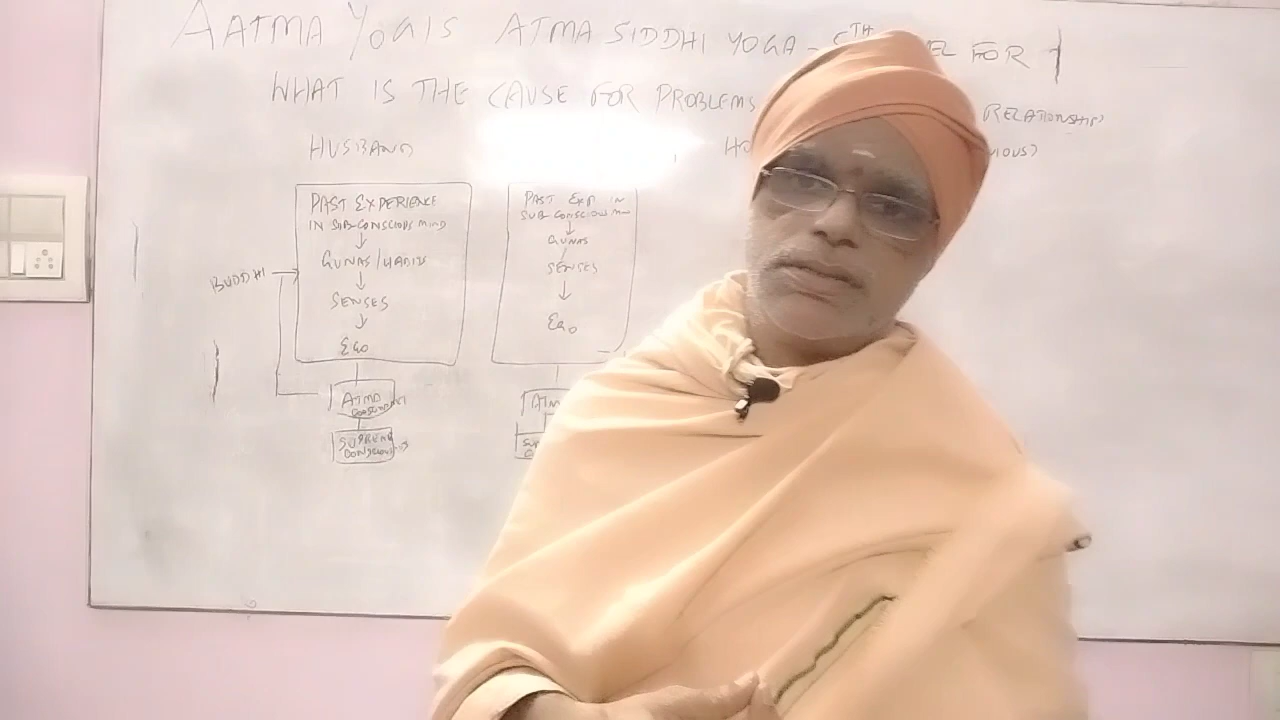 AATMA YOGIS ATMA SIDDHI YOGA - 6TH FOR
WHAT IS THE CAUSE FOR PROBLEMS
RELATIONSHIP
HUSBAND
PAST EXPERIENCE
IN SUB-CONSCIOUS MIND
GUNAS/HABITS
SENSES
EGO
BUDDHI
ATMA
SUPREME
PAST EXP IN
SUB-CONSCIOUS
GUNAS
SENSES
EGO